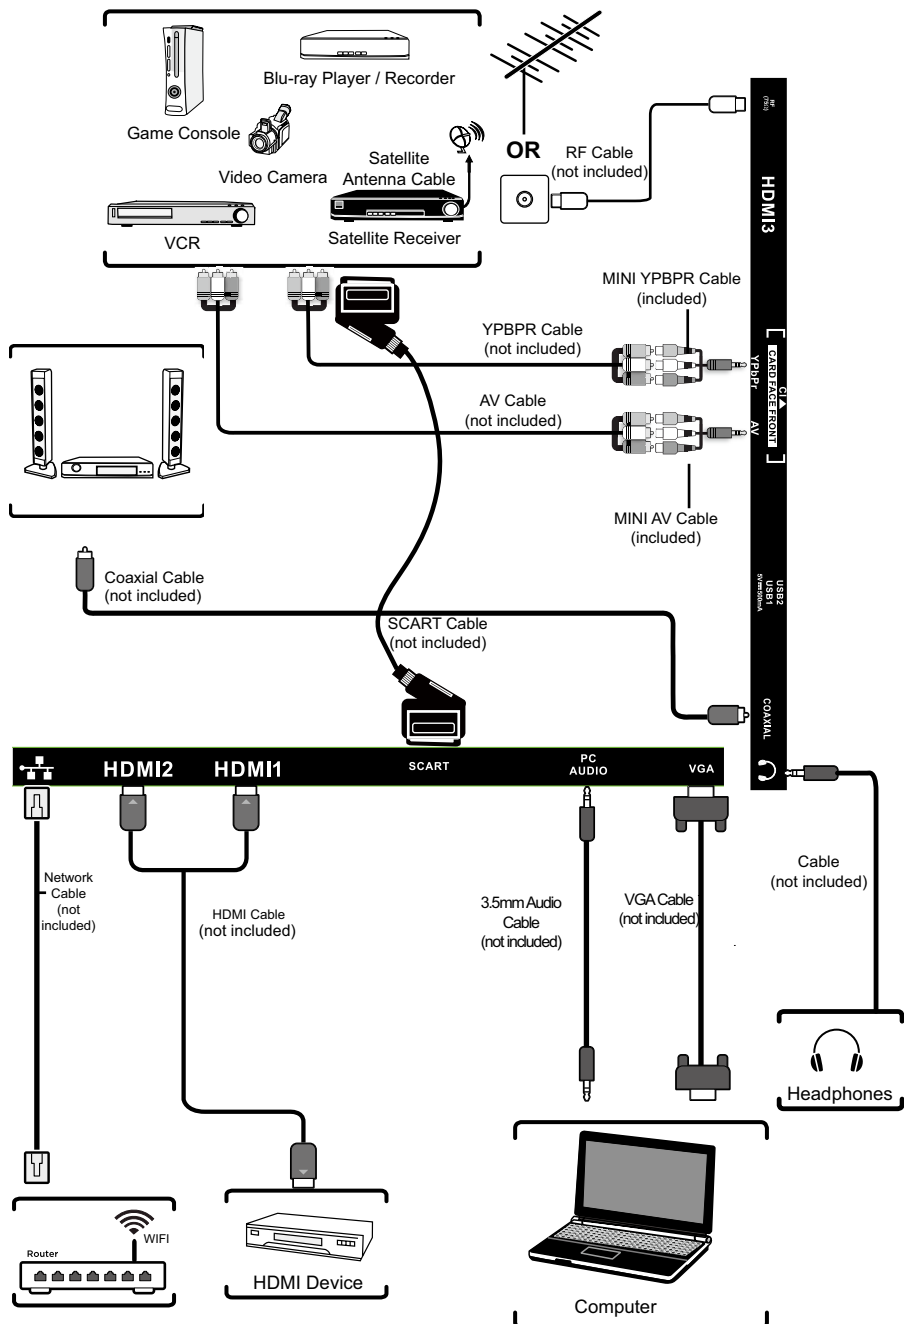 Blu-ray Player / Recorder
Game Console
Video Camera
Satellite
Antenna Cable
VCR
Satellite Receiver
OR
RF Cable
(not included)
RF
(75Ω)
HDMI3
MINI YPBPR Cable
(included)
YPBPR Cable
(not included)
AV Cable
(not included)
MINI AV Cable
(included)
CI
CARD FACE FRONT
YPbPr
AV
USB2
USB1
5V⎓500mA
COAXIAL
Coaxial Cable
(not included)
SCART Cable
(not included)
HDMI2
HDMI1
SCART
PC
AUDIO
VGA
Network
Cable
(not
included)
HDMI Cable
(not included)
3.5mm Audio
Cable
(not included)
VGA Cable
(not included)
Cable
(not included)
Headphones
WIFI
Router
HDMI Device
Computer